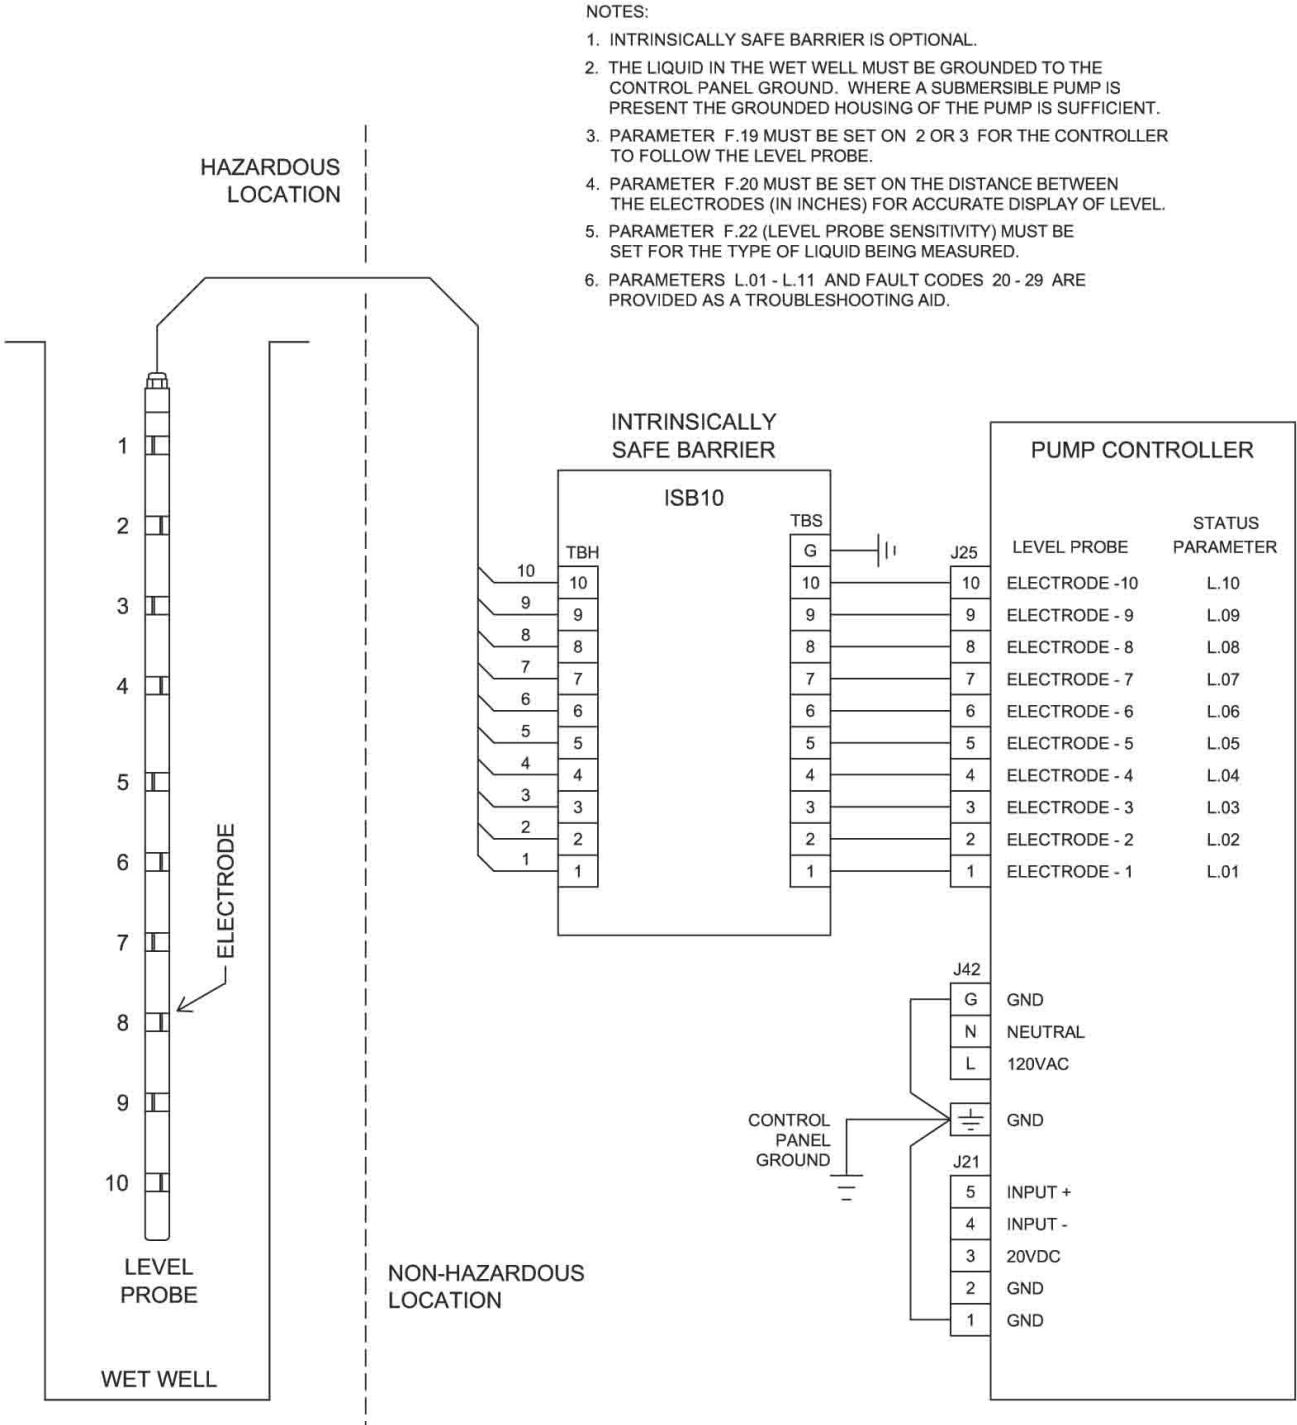 NOTES:
1. INTRINSICALLY SAFE BARRIER IS OPTIONAL.
2. THE LIQUID IN THE WET WELL MUST BE GROUNDED TO THE
CONTROL PANEL GROUND. WHERE A SUBMERSIBLE PUMP IS
PRESENT THE GROUNDED HOUSING OF THE PUMP IS SUFFICIENT.
3. PARAMETER F.19 MUST BE SET ON 2 OR 3 FOR THE CONTROLLER
TO FOLLOW THE LEVEL PROBE.
4. PARAMETER F.20 MUST BE SET ON THE DISTANCE BETWEEN
THE ELECTRODES (IN INCHES) FOR ACCURATE DISPLAY OF LEVEL.
5. PARAMETER F.22 (LEVEL PROBE SENSITIVITY) MUST BE
SET FOR THE TYPE OF LIQUID BEING MEASURED.
6. PARAMETERS L.01 - L.11 AND FAULT CODES 20 - 29 ARE
PROVIDED AS A TROUBLESHOOTING AID.
HAZARDOUS
LOCATION
1
2
3
4
5
6
7
8
9
10
ELECTRODE
LEVEL
PROBE
WET WELL
NON-HAZARDOUS
LOCATION
INTRINSICALLY
SAFE BARRIER
ISB10
TBH
10 10
9 9
8 8
7 7
6 6
5 5
4 4
3 3
2 2
1 1
TBS
G
10
9
8
7
6
5
4
3
2
1
PUMP CONTROLLER
J25 LEVEL PROBE STATUS
PARAMETER
10 ELECTRODE -10 L.10
9 ELECTRODE - 9 L.09
8 ELECTRODE - 8 L.08
7 ELECTRODE - 7 L.07
6 ELECTRODE - 6 L.06
5 ELECTRODE - 5 L.05
4 ELECTRODE - 4 L.04
3 ELECTRODE - 3 L.03
2 ELECTRODE - 2 L.02
1 ELECTRODE - 1 L.01
J42
G GND
N NEUTRAL
L 120VAC
GND
CONTROL
PANEL
GROUND
J21
5 INPUT +
4 INPUT -
3 20VDC
2 GND
1 GND